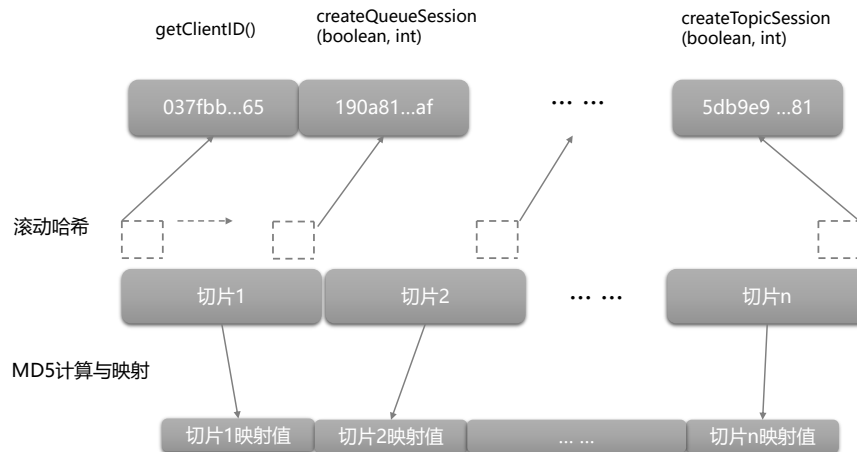 getClientID()
createQueueSession
(boolean, int)
createTopicSession
(boolean, int)
037fbb...65
190a81...af
... ...
5db9e9 ...81
滚动哈希
切片1
切片2
... ...
切片n
MD5计算与映射
切片1映射值
切片2映射值
... ...
切片n映射值